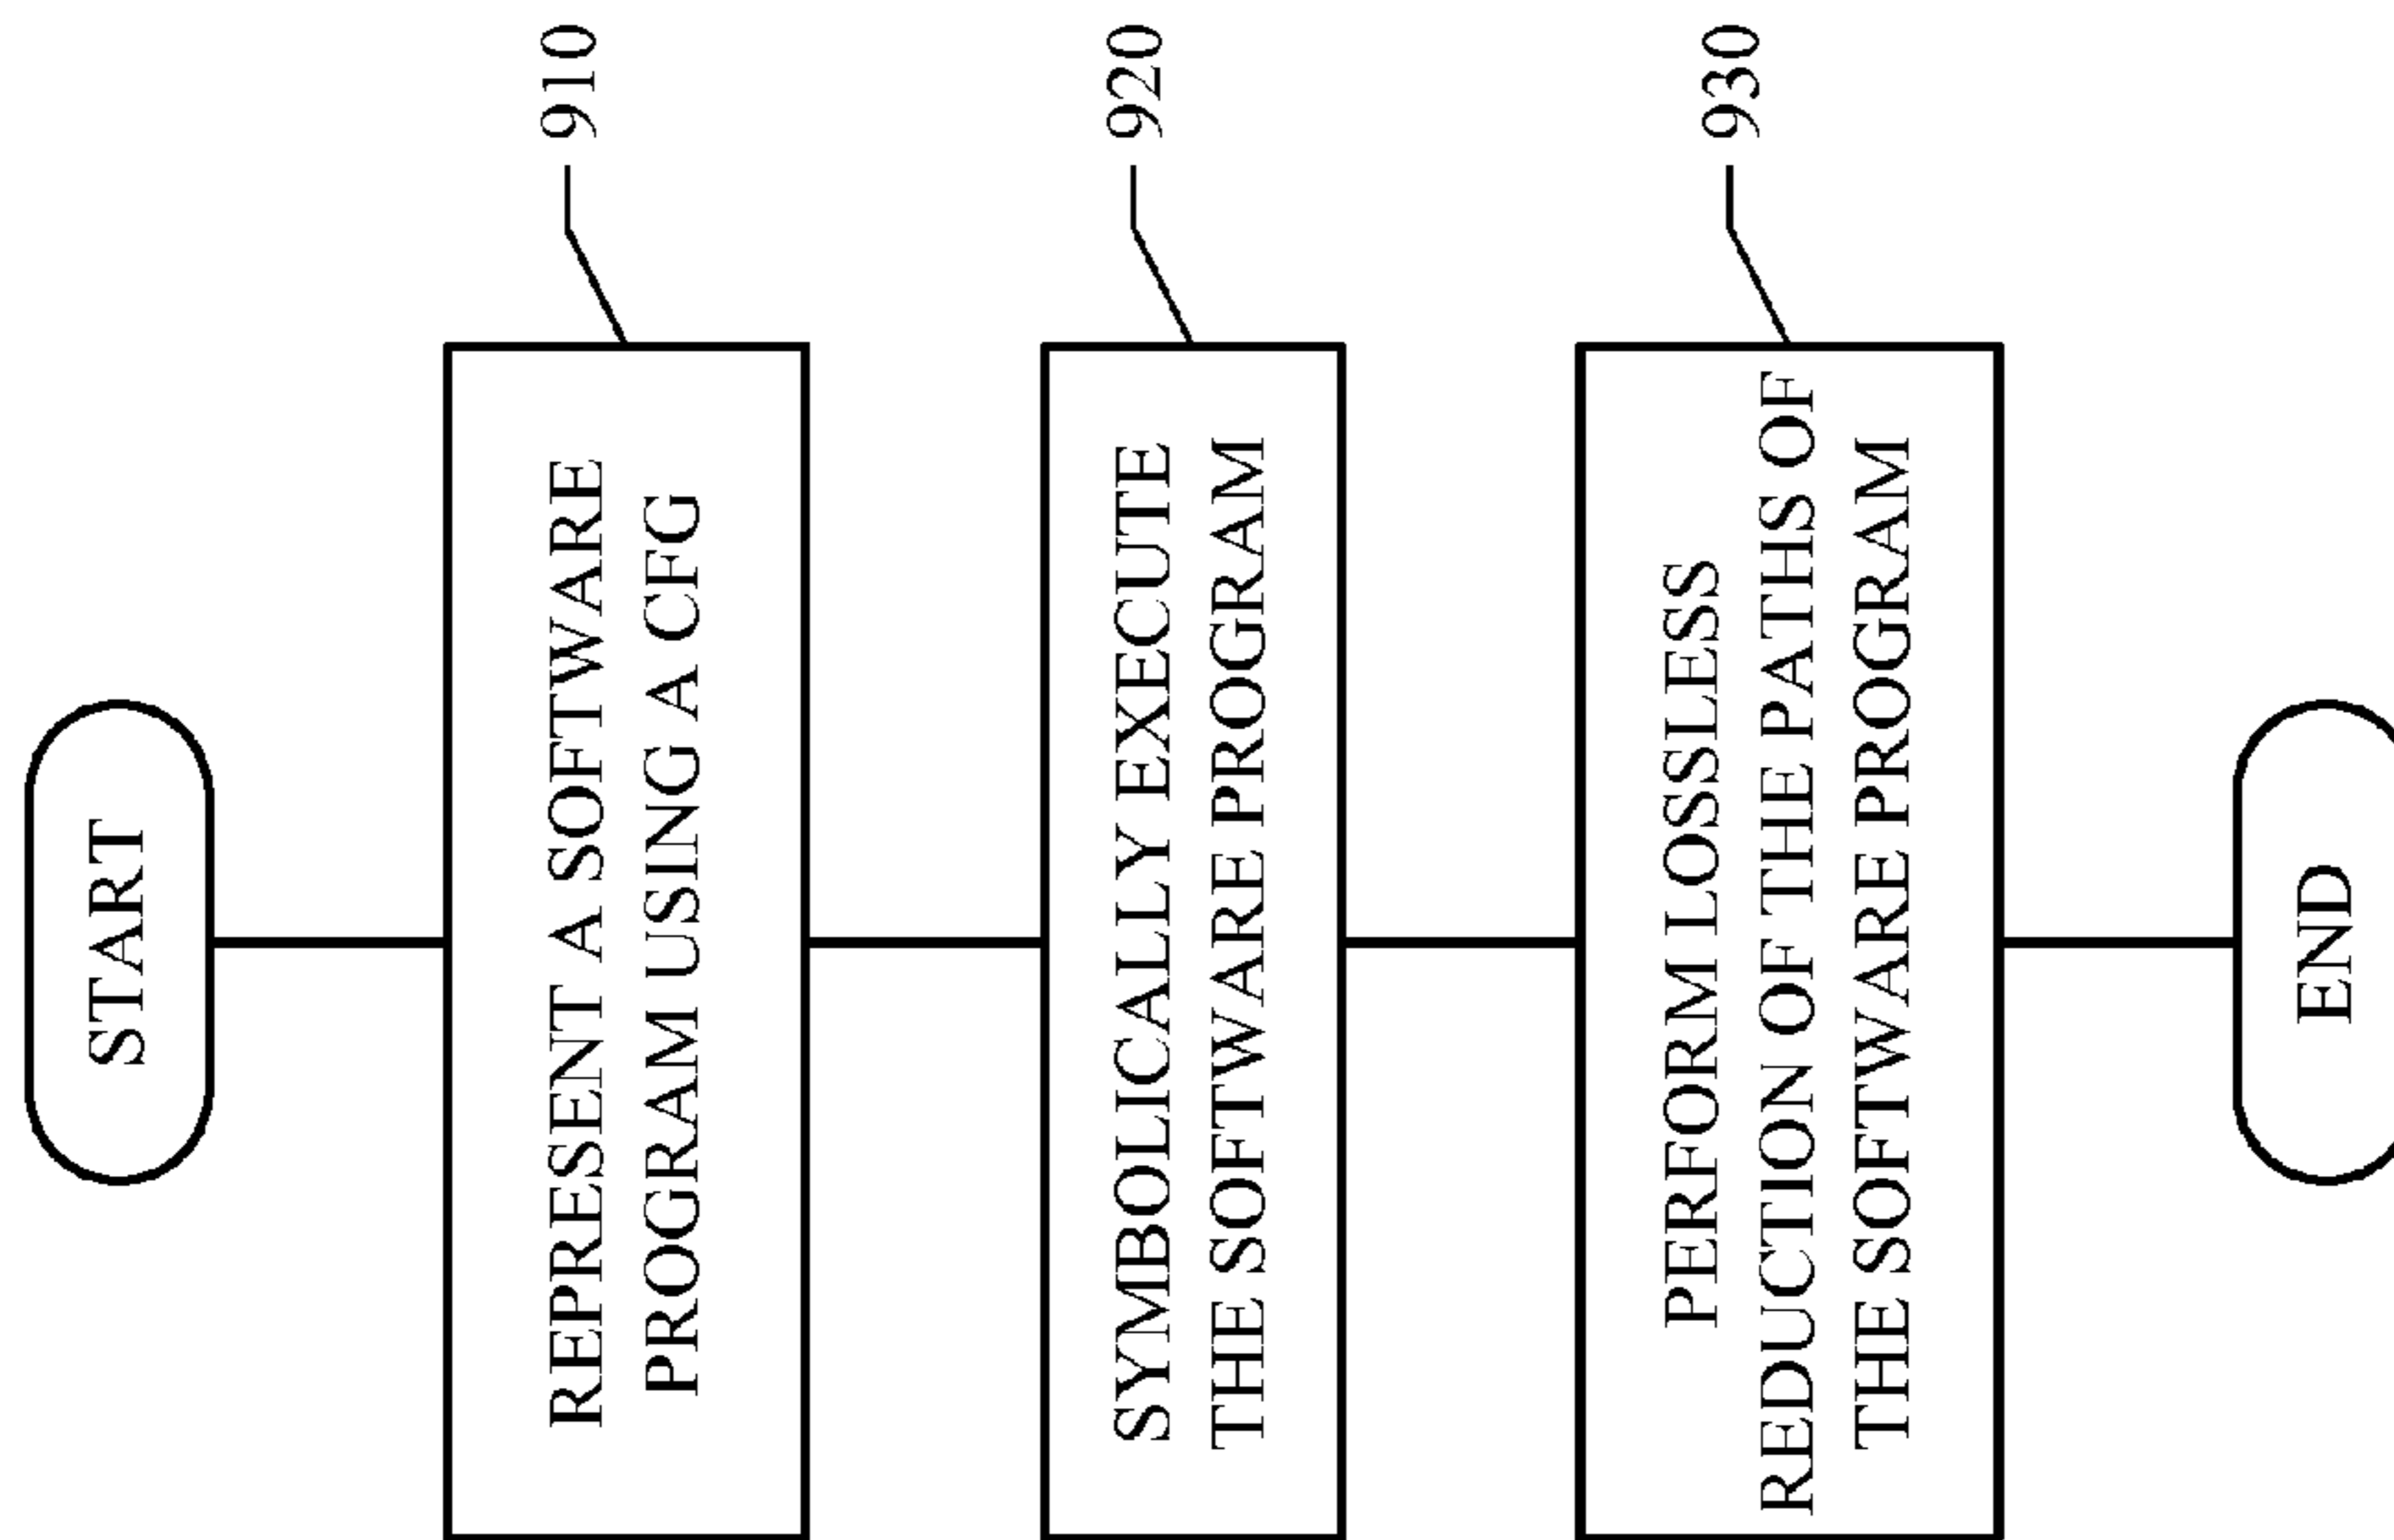 START
910
REPRESENT A SOFTWARE
PROGRAM USING A CFG
920
SYMBOLICALLY EXECUTE
THE SOFTWARE PROGRAM
930
PERFORM LOSSLESS
REDUCTION OF THE PATHS OF
THE SOFTWARE PROGRAM
END